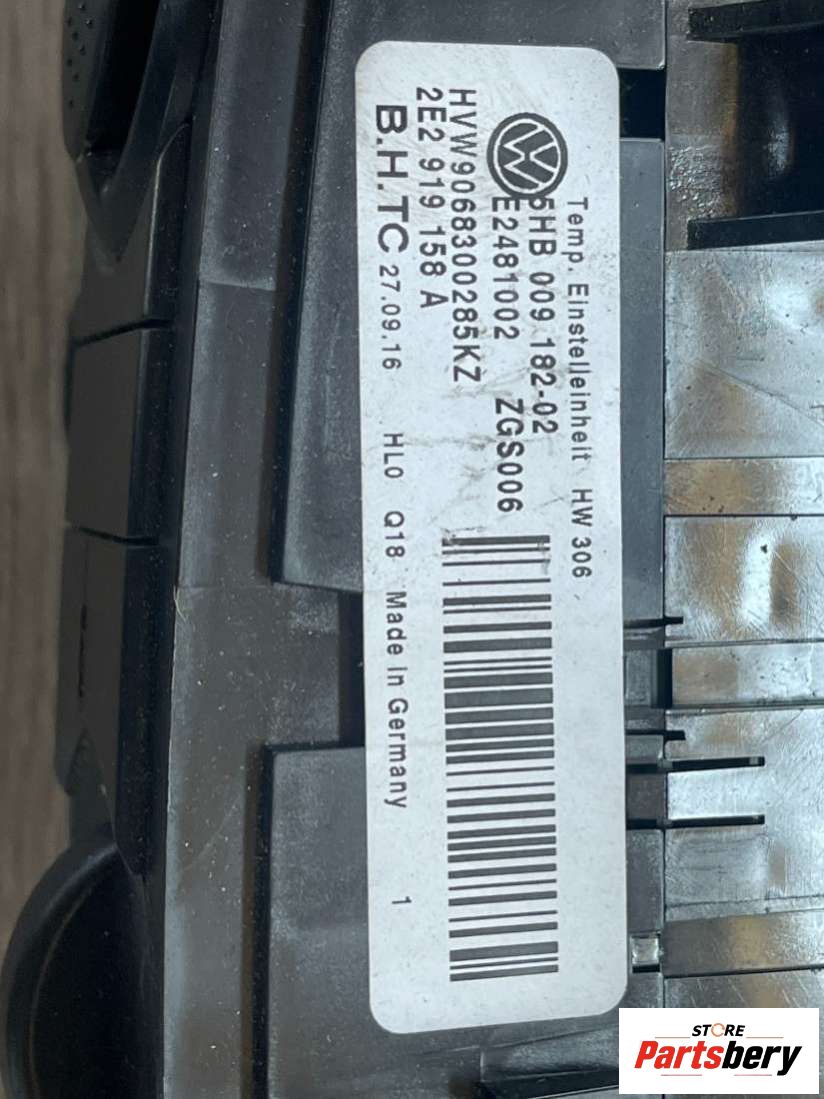 Temp. Einstelleinheit HW 306
5HB 009 182-02
E2481002 ZGS006
HVW9068300285KZ
2E2 919 158 A
B.H.TC 27.09.16 HL0 Q18 Made in Germany 1
STORE
Partsbery